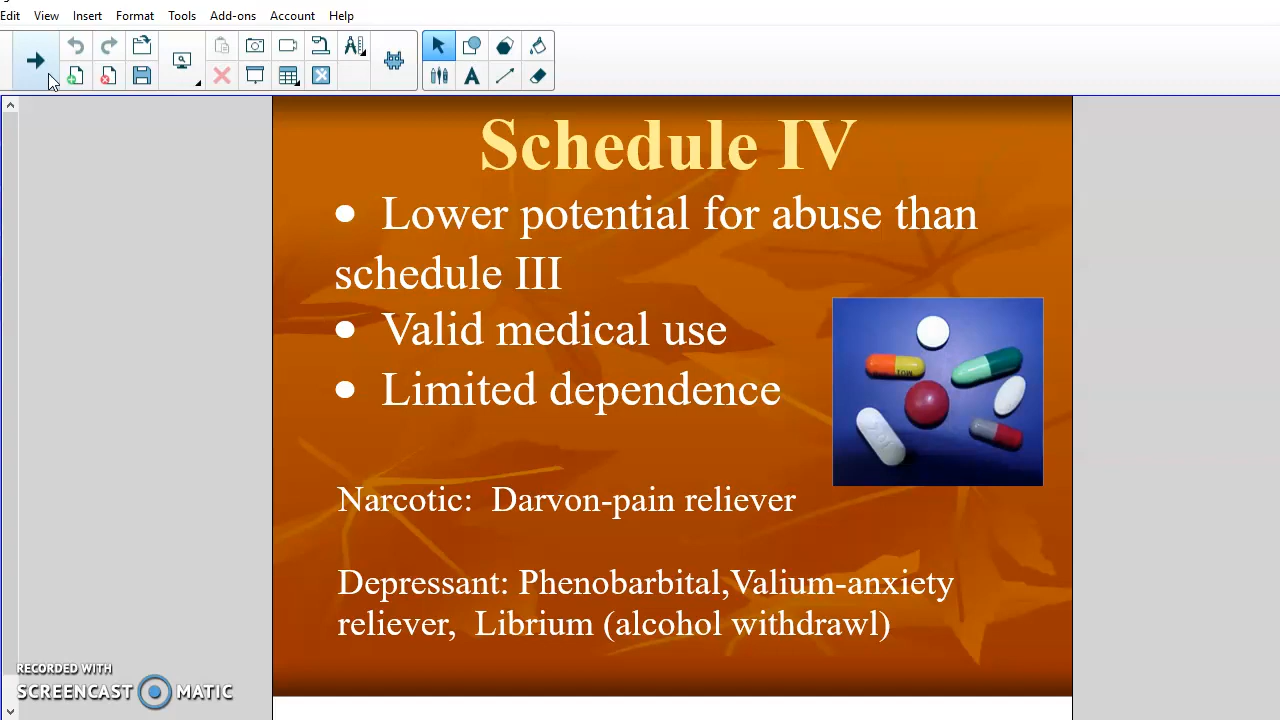 Edit View Insert Format Tools Add-ons Account Help
Schedule IV
● Lower potential for abuse than
schedule III
● Valid medical use
● Limited dependence
Narcotic: Darvon-pain reliever
Depressant: Phenobarbital,Valium-anxiety
reliever, Librium (alcohol withdrawl)
RECORDED WITH
SCREENCAST MATIC